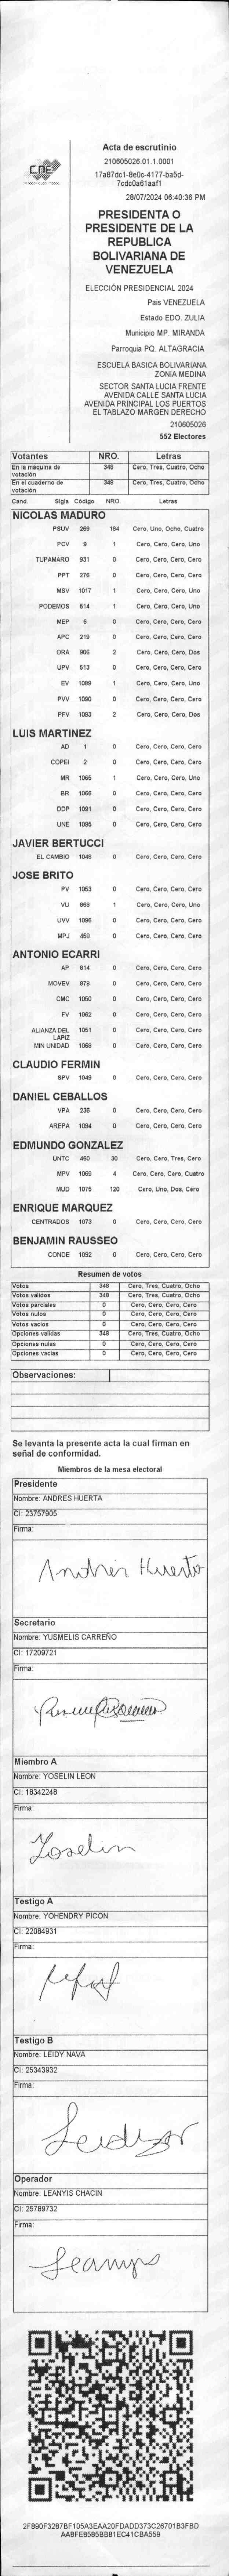 CNE
Acta de escrutinio
210605026.01.1.0001
17a87dc1-8e0c-4177-ba5d-
7cdc0a61aaf1
28/07/2024 06:40:36 PM
PRESIDENTA O
PRESIDENTE DE LA
REPUBLICA
BOLIVARIANA DE
VENEZUELA
ELECCIÓN PRESIDENCIAL 2024
Pais VENEZUELA
Estado EDO. ZULIA
Municipio MP. MIRANDA
Parroquia PQ. ALTAGRACIA
ESCUELA BASICA BOLIVARIANA
ZONIA MEDINA
SECTOR SANTA LUCIA FRENTE
AVENIDA CALLE SANTA LUCIA
AVENIDA PRINCIPAL LOS PUERTOS
EL TABLAZO MARGEN DERECHO
210605026
552 Electores
Votantes NRO. Letras
En la máquina de votación 348 Cero, Tres, Cuatro, Ocho
En el cuaderno de votación 348 Cero, Tres, Cuatro, Ocho
Cand. Sigla Código NRO. Letras
NICOLAS MADURO
PSUV 269 184 Cero, Uno, Ocho, Cuatro
PCV 9 1 Cero, Cero, Cero, Uno
TUPAMARO 931 0 Cero, Cero, Cero, Cero
PPT 276 0 Cero, Cero, Cero, Cero
MSV 1017 1 Cero, Cero, Cero, Uno
PODEMOS 614 1 Cero, Cero, Cero, Uno
MEP 6 0 Cero, Cero, Cero, Cero
APC 219 0 Cero, Cero, Cero, Cero
ORA 906 2 Cero, Cero, Cero, Dos
UPV 513 0 Cero, Cero, Cero, Cero
EV 1089 1 Cero, Cero, Cero, Uno
PVV 1090 0 Cero, Cero, Cero, Cero
PFV 1093 2 Cero, Cero, Cero, Dos
LUIS MARTINEZ
AD 1 0 Cero, Cero, Cero, Cero
COPEI 2 0 Cero, Cero, Cero, Cero
MR 1065 1 Cero, Cero, Cero, Uno
BR 1066 0 Cero, Cero, Cero, Cero
DDP 1091 0 Cero, Cero, Cero, Cero
UNE 1095 0 Cero, Cero, Cero, Cero
JAVIER BERTUCCI
EL CAMBIO 1048 0 Cero, Cero, Cero, Cero
JOSE BRITO
PV 1053 0 Cero, Cero, Cero, Cero
VU 868 1 Cero, Cero, Cero, Uno
UVV 1096 0 Cero, Cero, Cero, Cero
MPJ 458 0 Cero, Cero, Cero, Cero
ANTONIO ECARRI
AP 814 0 Cero, Cero, Cero, Cero
MOVEV 878 0 Cero, Cero, Cero, Cero
CMC 1050 0 Cero, Cero, Cero, Cero
FV 1062 0 Cero, Cero, Cero, Cero
ALIANZA DEL LAPIZ 1051 0 Cero, Cero, Cero, Cero
MIN UNIDAD 1068 0 Cero, Cero, Cero, Cero
CLAUDIO FERMIN
SPV 1049 0 Cero, Cero, Cero, Cero
DANIEL CEBALLOS
VPA 236 0 Cero, Cero, Cero, Cero
AREPA 1094 0 Cero, Cero, Cero, Cero
EDMUNDO GONZALEZ
UNTC 460 30 Cero, Cero, Tres, Cero
MPV 1069 4 Cero, Cero, Cero, Cuatro
MUD 1075 120 Cero, Uno, Dos, Cero
ENRIQUE MARQUEZ
CENTRADOS 1073 0 Cero, Cero, Cero, Cero
BENJAMIN RAUSSEO
CONDE 1092 0 Cero, Cero, Cero, Cero
Resumen de votos
Votos 348 Cero, Tres, Cuatro, Ocho
Votos validos 348 Cero, Tres, Cuatro, Ocho
Votos parciales 0 Cero, Cero, Cero, Cero
Votos nulos 0 Cero, Cero, Cero, Cero
Votos vacios 0 Cero, Cero, Cero, Cero
Opciones validas 348 Cero, Tres, Cuatro, Ocho
Opciones nulas 0 Cero, Cero, Cero, Cero
Opciones vacias 0 Cero, Cero, Cero, Cero
Observaciones:
Se levanta la presente acta la cual firman en
señal de conformidad.
Miembros de la mesa electoral
Presidente
Nombre: ANDRES HUERTA
CI: 23757905
Firma:
Andres Huerta
Secretario
Nombre: YUSMELIS CARREÑO
CI: 17209721
Firma:
Miembro A
Nombre: YOSELIN LEON
CI: 18342248
Firma:
Yoselin
Testigo A
Nombre: YOHENDRY PICON
CI: 22084931
Firma:
Testigo B
Nombre: LEIDY NAVA
CI: 25343932
Firma:
Operador
Nombre: LEANYIS CHACIN
CI: 25789732
Firma:
Leanyis
2F890F3287BF105A3EAA20FDADD373C26701B3FBD
AABFE8585BB81EC41CBA559